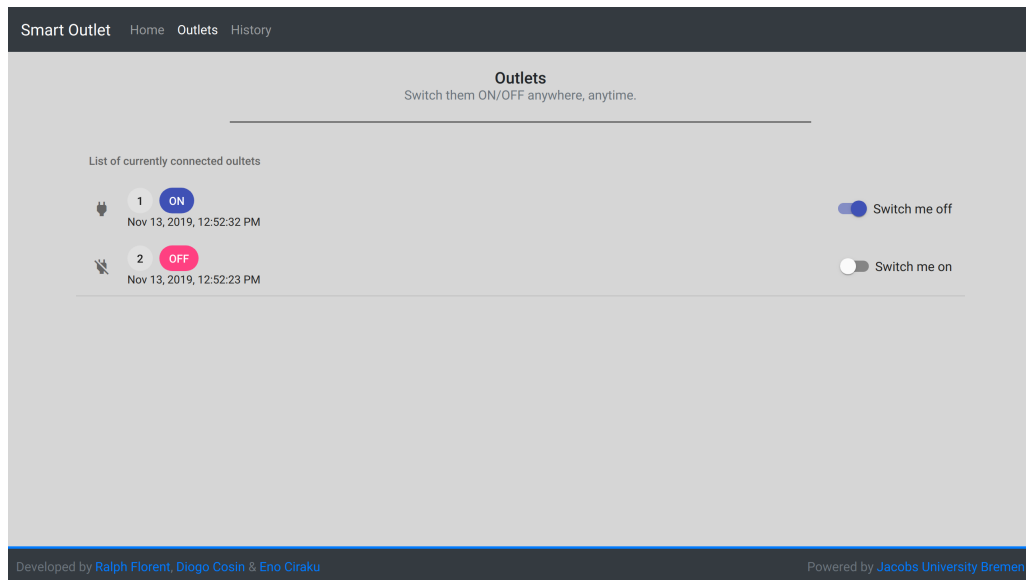 Smart Outlet Home Outlets History
Outlets
Switch them ON/OFF anywhere, anytime.
List of currently connected oultets
1 ON
Nov 13, 2019, 12:52:32 PM
Switch me off
2 OFF
Nov 13, 2019, 12:52:23 PM
Switch me on
Developed by Ralph Florent, Diogo Cosin & Eno Ciraku
Powered by Jacobs University Bremen